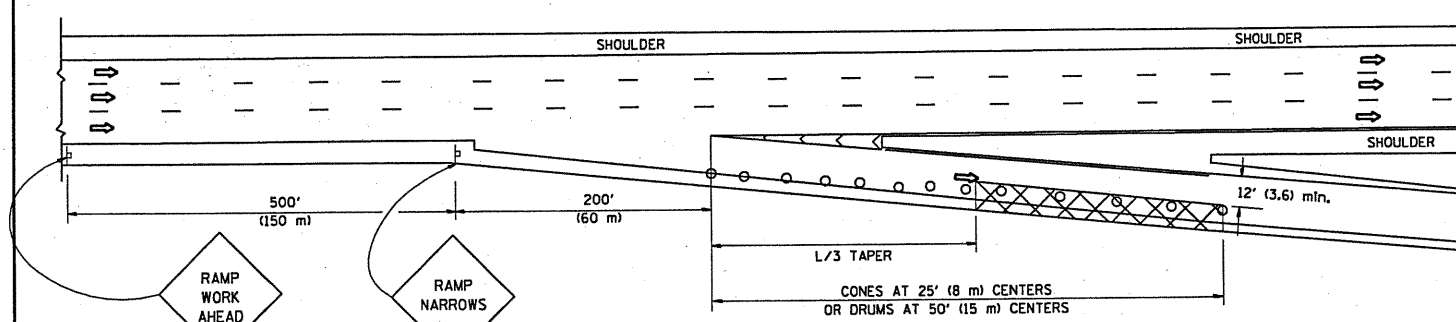 SHOULDER
SHOULDER
SHOULDER
12' (3.6) min.
500'
(150 m)
200'
(60 m)
L/3 TAPER
RAMP
WORK
AHEAD
RAMP
NARROWS
CONES AT 25' (8 m) CENTERS
OR DRUMS AT 50' (15 m) CENTERS